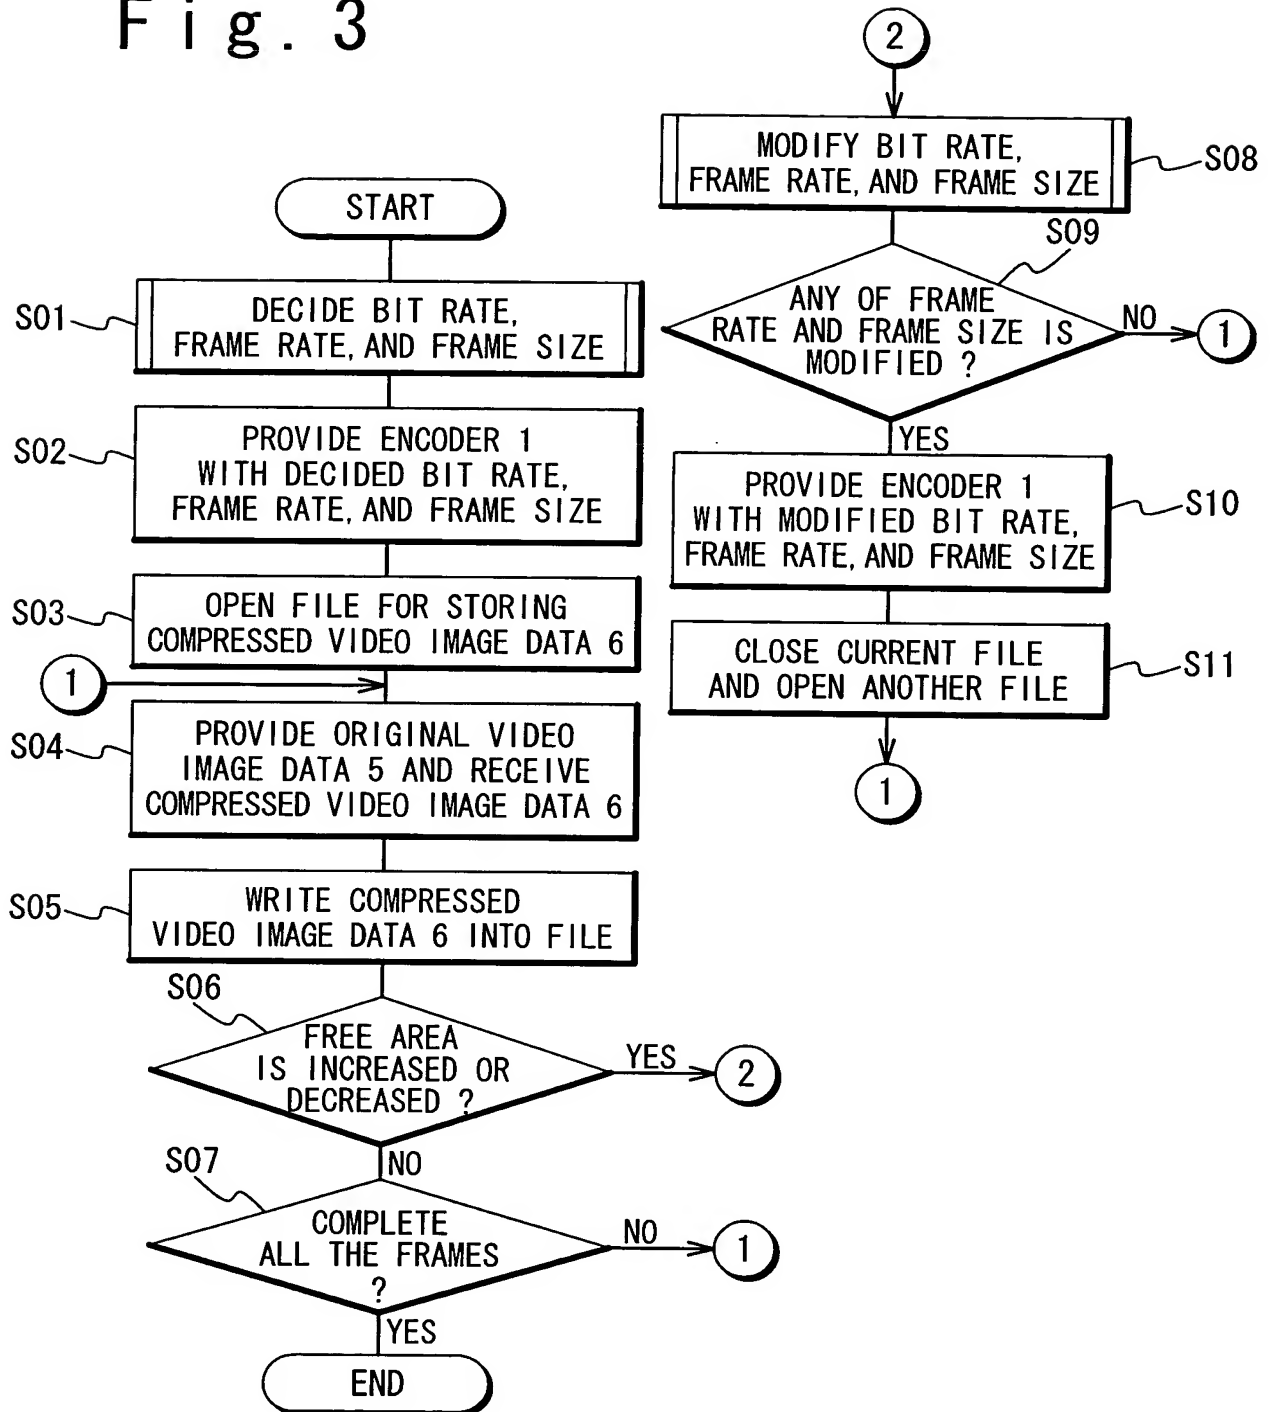 Fig. 3
START
S01
DECIDE BIT RATE,
FRAME RATE, AND FRAME SIZE
S02
PROVIDE ENCODER 1
WITH DECIDED BIT RATE,
FRAME RATE, AND FRAME SIZE
S03
OPEN FILE FOR STORING
COMPRESSED VIDEO IMAGE DATA 6
1
S04
PROVIDE ORIGINAL VIDEO
IMAGE DATA 5 AND RECEIVE
COMPRESSED VIDEO IMAGE DATA 6
S05
WRITE COMPRESSED
VIDEO IMAGE DATA 6 INTO FILE
S06
FREE AREA
IS INCREASED OR
DECREASED ?
YES
2
NO
S07
COMPLETE
ALL THE FRAMES
?
NO
1
YES
END
2
MODIFY BIT RATE,
FRAME RATE, AND FRAME SIZE
S08
S09
ANY OF FRAME
RATE AND FRAME SIZE IS
MODIFIED ?
NO
1
YES
PROVIDE ENCODER 1
WITH MODIFIED BIT RATE,
FRAME RATE, AND FRAME SIZE
S10
CLOSE CURRENT FILE
AND OPEN ANOTHER FILE
S11
1